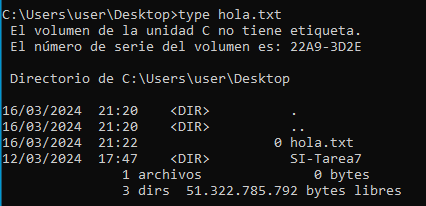 C:\Users\user\Desktop>type hola.txt
 El volumen de la unidad C no tiene etiqueta.
 El número de serie del volumen es: 22A9-3D2E

 Directorio de C:\Users\user\Desktop

16/03/2024  21:20    <DIR>          .
16/03/2024  21:20    <DIR>          ..
16/03/2024  21:22                 0 hola.txt
12/03/2024  17:47    <DIR>          SI-Tarea7
               1 archivos              0 bytes
               3 dirs  51.322.785.792 bytes libres